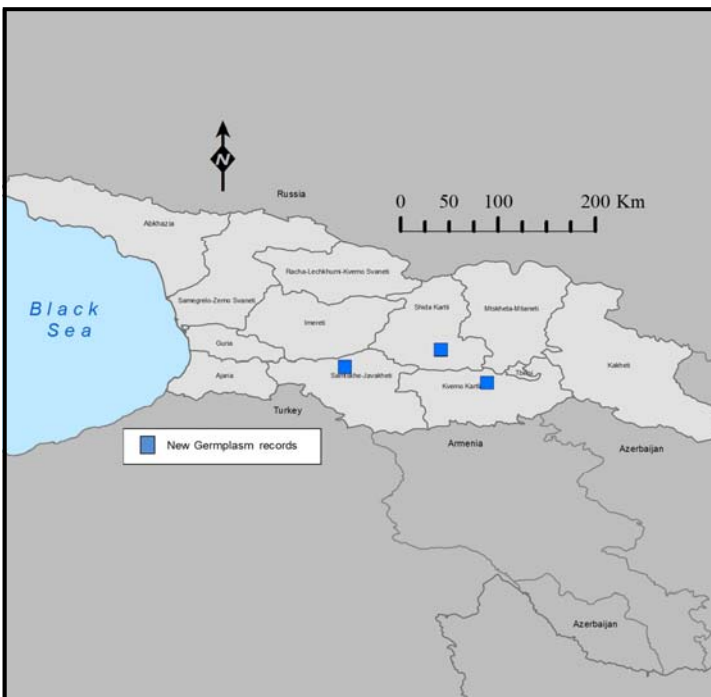 N
Russia
0 50 100 200 Km
Abkhazia
Racha-Lechkhumi-Kvemo Svaneti
Samegrelo-Zemo Svaneti
Shida Kartli
Mtskheta-Mtianeti
Black
Sea
Imereti
Guria
Kakheti
Tbilisi
Ajaria
Samtskhe-Javakheti
Kvemo Kartli
Turkey
New Germplasm records
Armenia
Azerbaijan
Azerbaijan